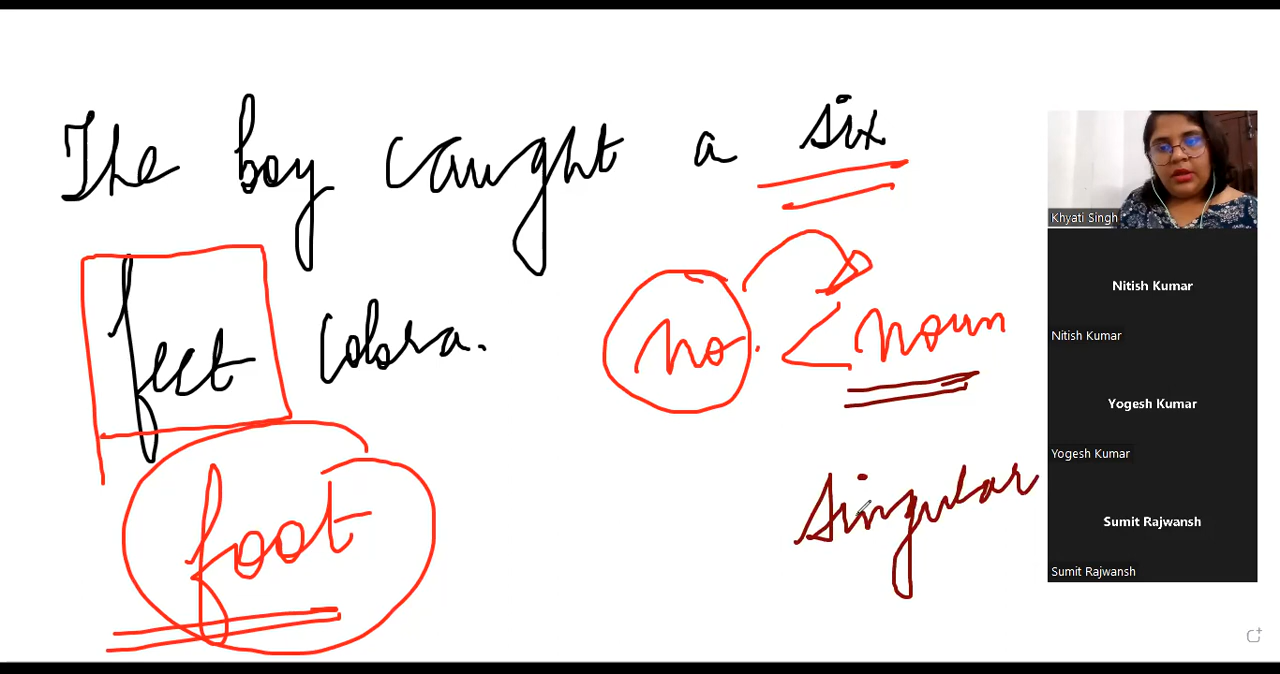 The boy caught a six
feet cobra.
no. < noun
foot
singular
Khyati Singh
Nitish Kumar
Nitish Kumar
Yogesh Kumar
Yogesh Kumar
Sumit Rajwansh
Sumit Rajwansh